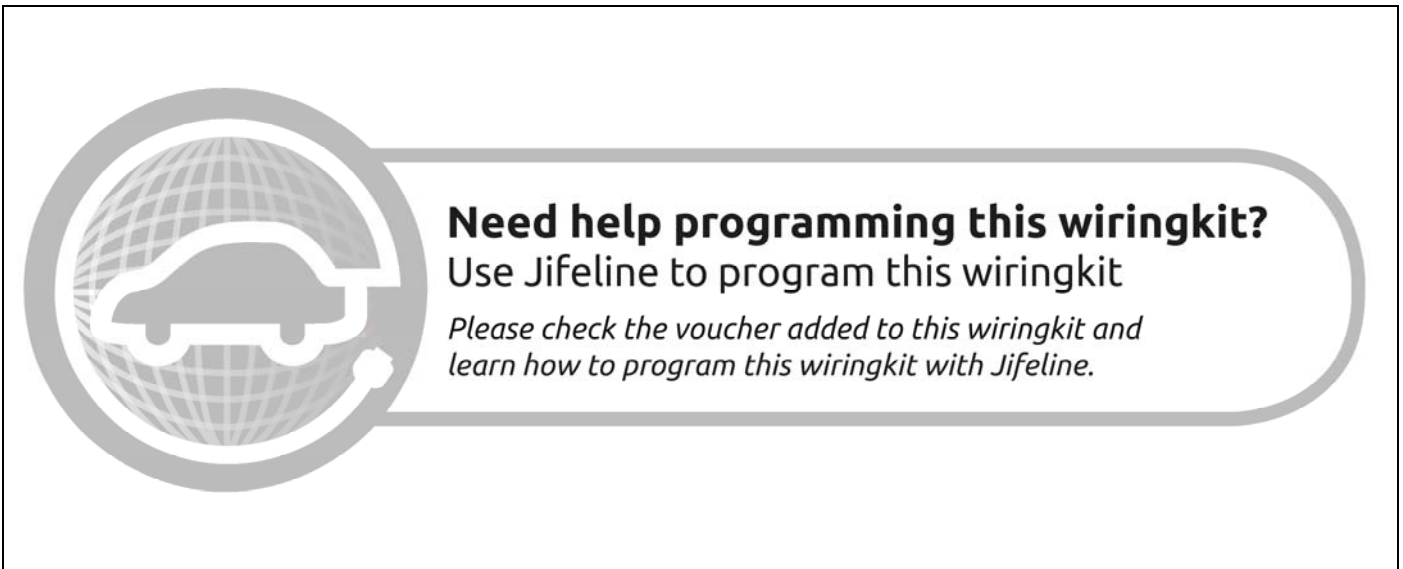 Need help programming this wiringkit?
Use Jifeline to program this wiringkit
Please check the voucher added to this wiringkit and
learn how to program this wiringkit with Jifeline.